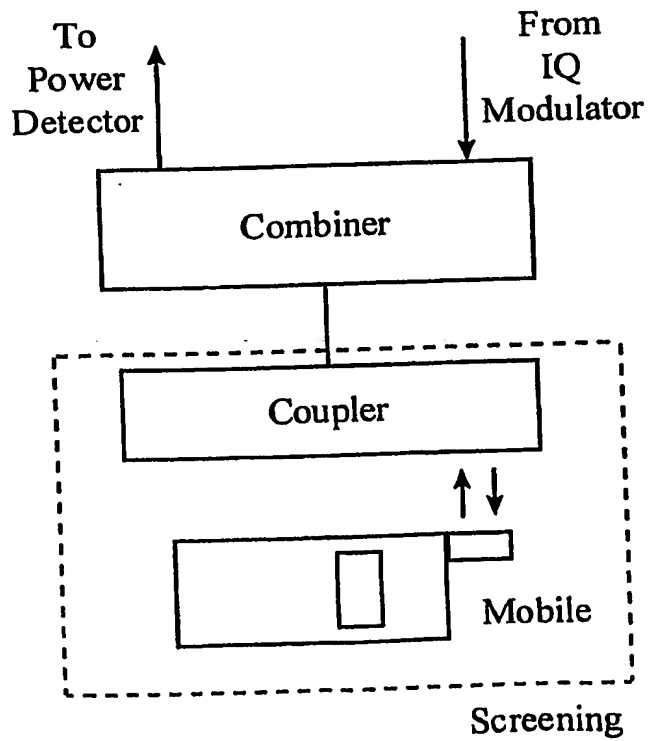 To
Power
Detector
From
IQ
Modulator
Combiner
Coupler
Mobile
Screening